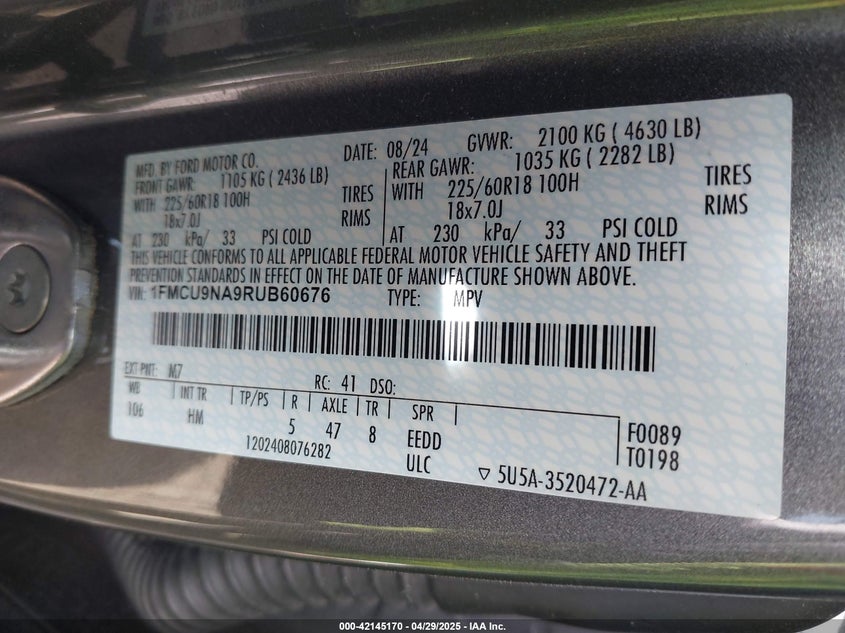 MFD. BY FORD MOTOR CO. DATE: 08/24 GVWR: 2100 KG ( 4630 LB)
FRONT GAWR: 1105 KG ( 2436 LB) REAR GAWR: 1035 KG ( 2282 LB)
WITH 225/60R18 100H TIRES WITH 225/60R18 100H TIRES
18x7.0J RIMS 18x7.0J RIMS
AT 230 kPa/ 33 PSI COLD AT 230 kPa/ 33 PSI COLD
THIS VEHICLE CONFORMS TO ALL APPLICABLE FEDERAL MOTOR VEHICLE SAFETY AND THEFT
PREVENTION STANDARDS IN EFFECT ON THE DATE OF MANUFACTURE SHOWN ABOVE.
VIN: 1FMCU9NA9RUB60676 TYPE: MPV
EXT PNT: M7 RC: 41 DSO:
WB INT TR TP/PS R AXLE TR SPR
106 HM 5 47 8 EEDD F0089
1202408076282 ULC T0198
▽ 5U5A-3520472-AA
000-42145170 | 04/29/2025 - IAA Inc.